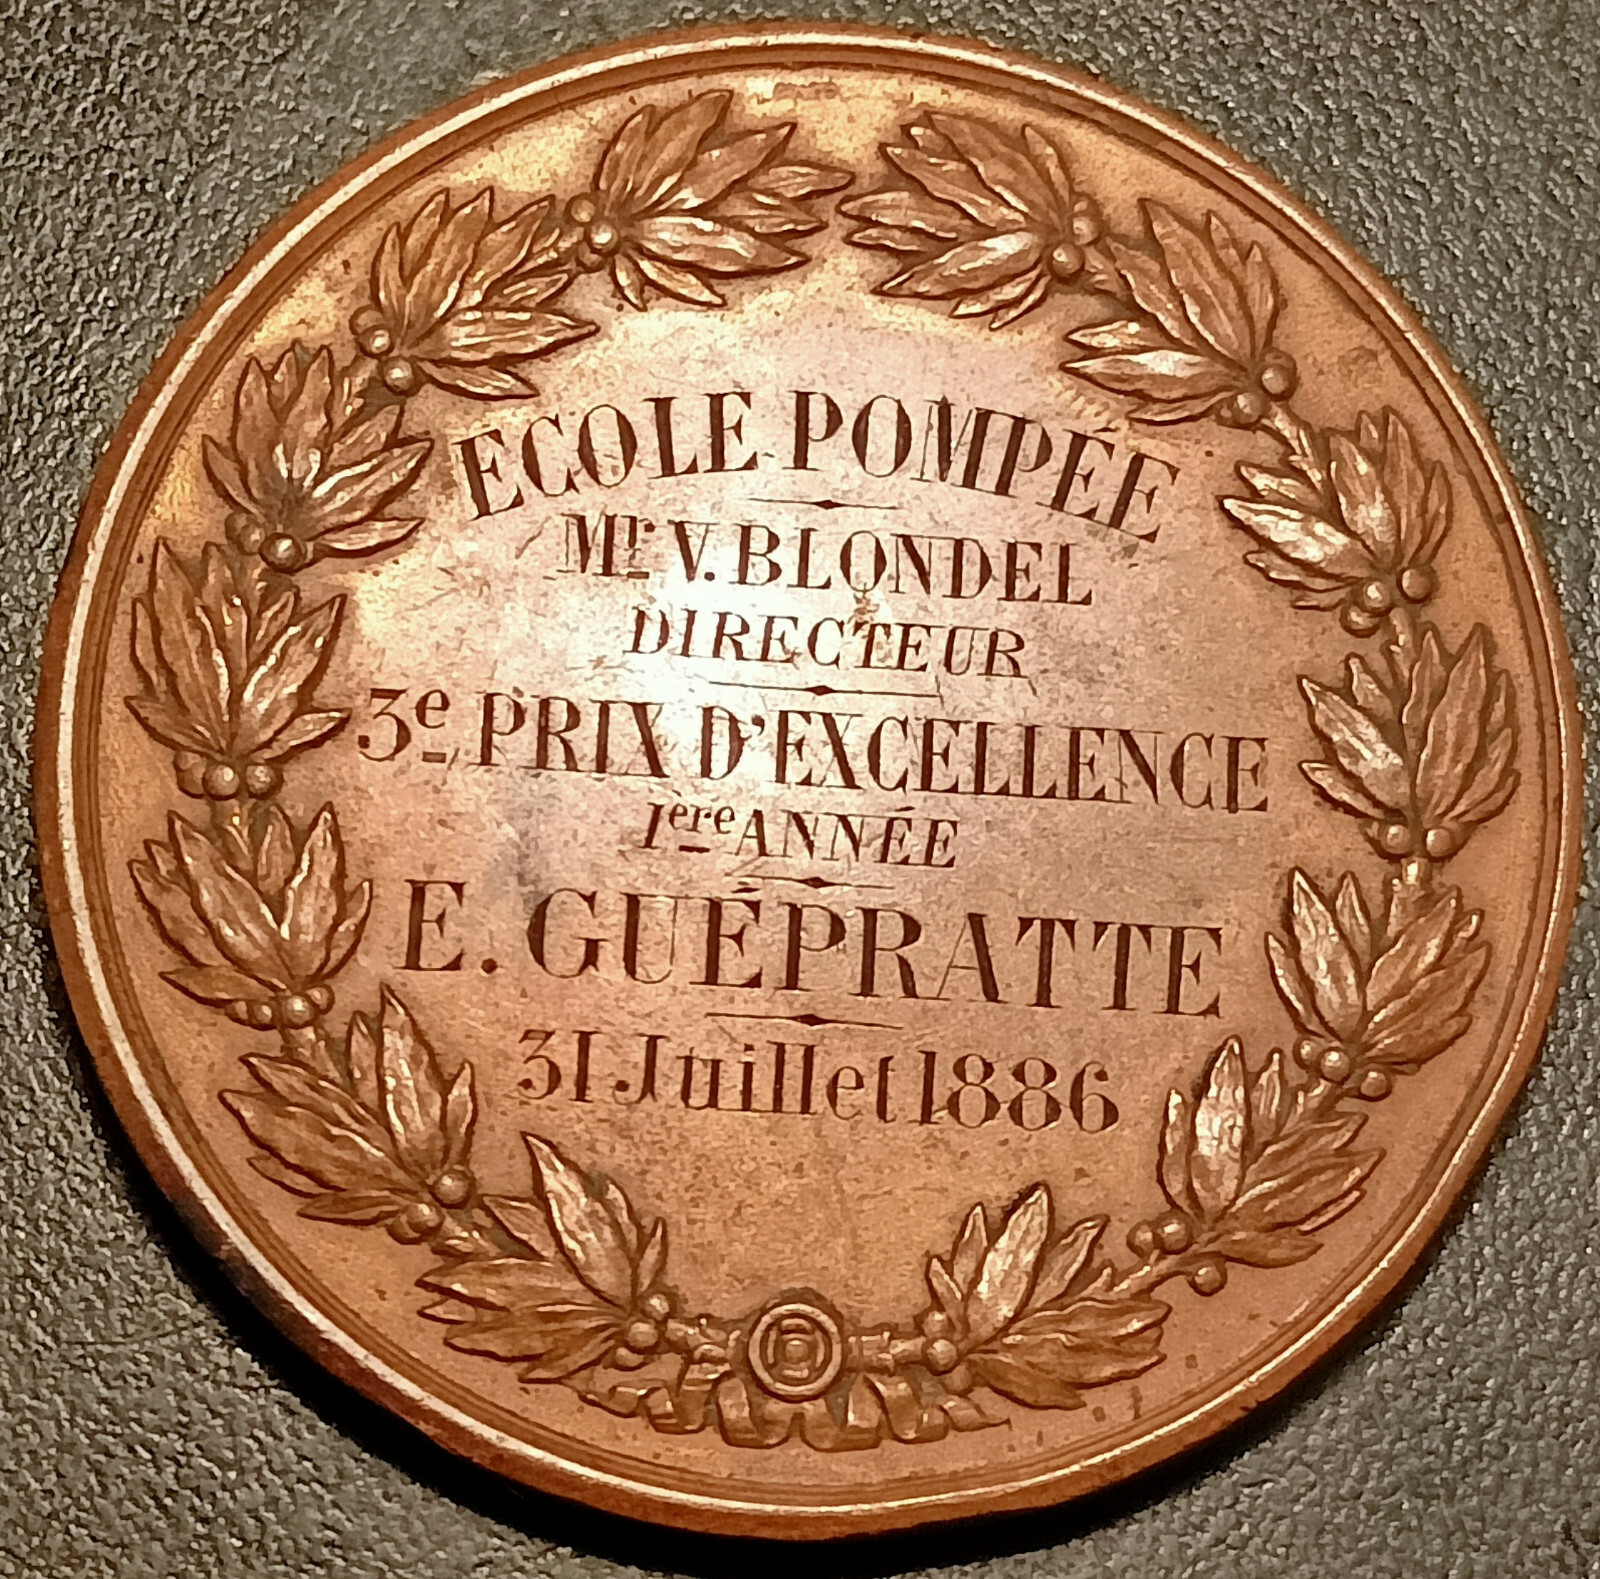 ECOLE POMPÉE
Mr V. BLONDEL
DIRECTEUR
3e PRIX D'EXCELLENCE
1ère ANNÉE
E. GUÉPRATTE
31 Juillet 1886